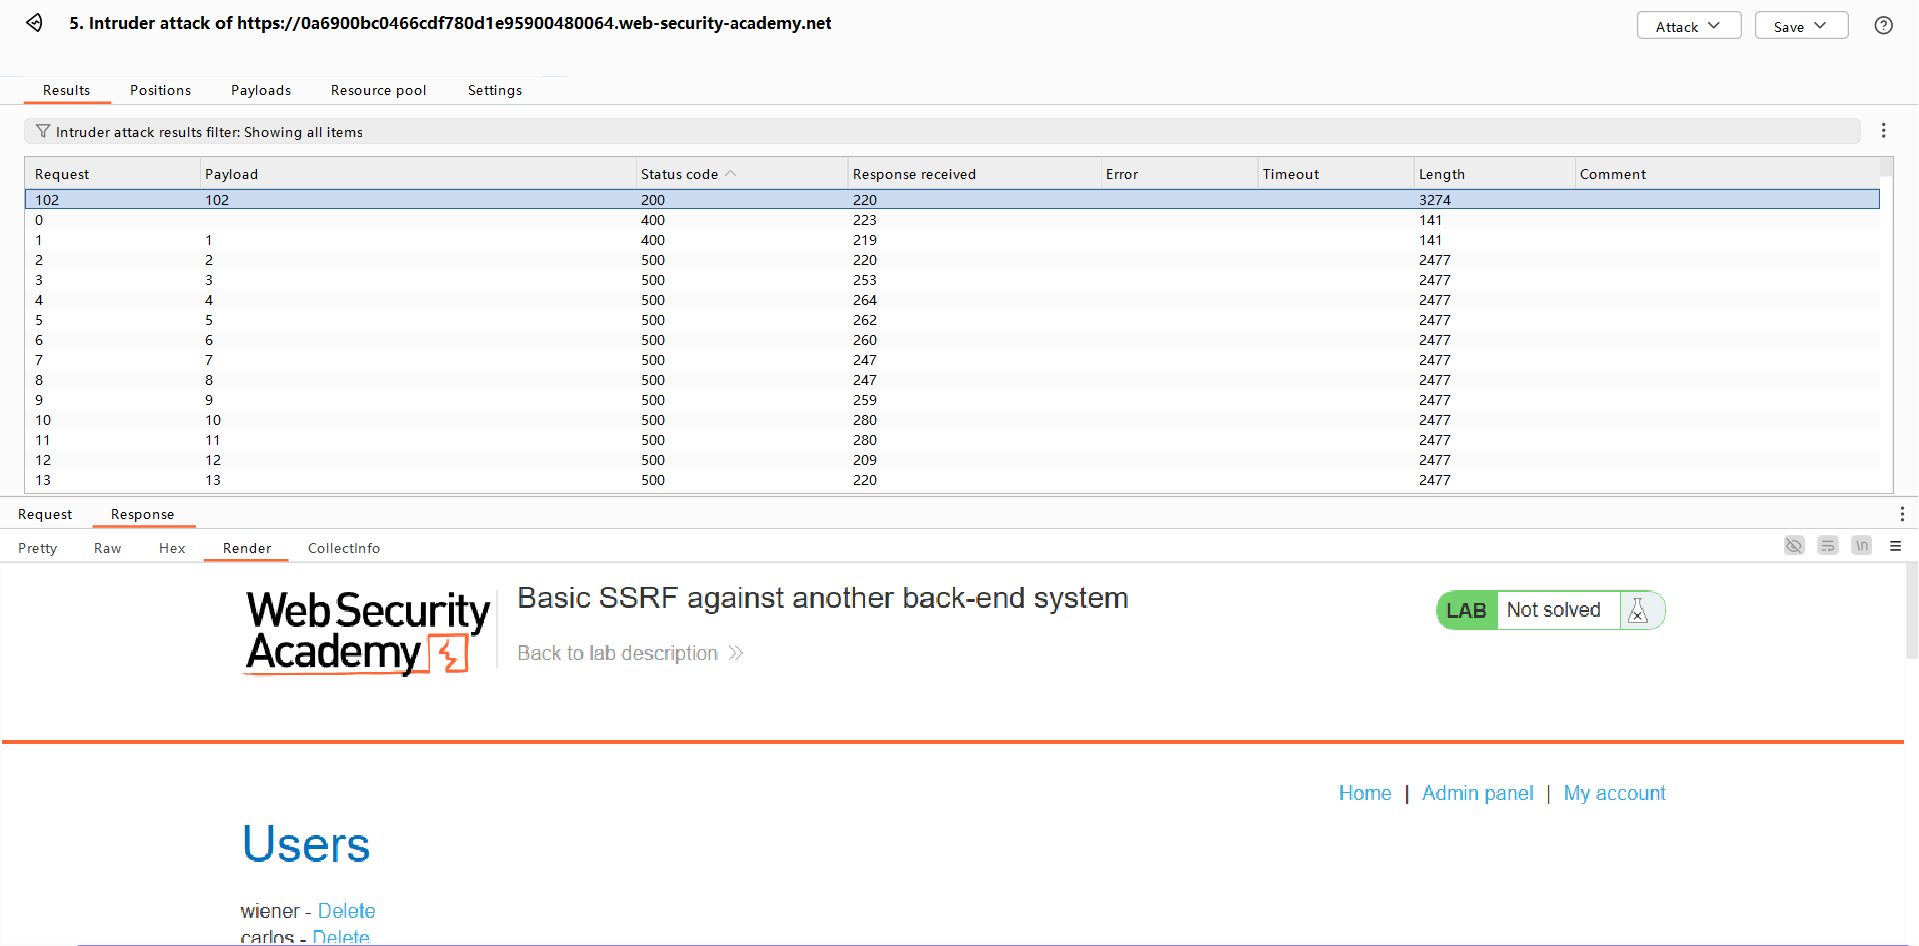 5. Intruder attack of https://0a6900bc0466cdf780d1e95900480064.web-security-academy.net
Attack
Save
Results Positions Payloads Resource pool Settings
Intruder attack results filter: Showing all items
Request Payload Status code Response received Error Timeout Length Comment
102 102 200 220 3274
0 400 223 141
1 1 400 219 141
2 2 500 220 2477
3 3 500 253 2477
4 4 500 264 2477
5 5 500 262 2477
6 6 500 260 2477
7 7 500 247 2477
8 8 500 247 2477
9 9 500 259 2477
10 10 500 280 2477
11 11 500 280 2477
12 12 500 209 2477
13 13 500 220 2477
Request Response
Pretty Raw Hex Render CollectInfo \n
Web Security
Academy
Basic SSRF against another back-end system
Back to lab description
LAB Not solved
Home | Admin panel | My account
Users
wiener - Delete
carlos - Delete